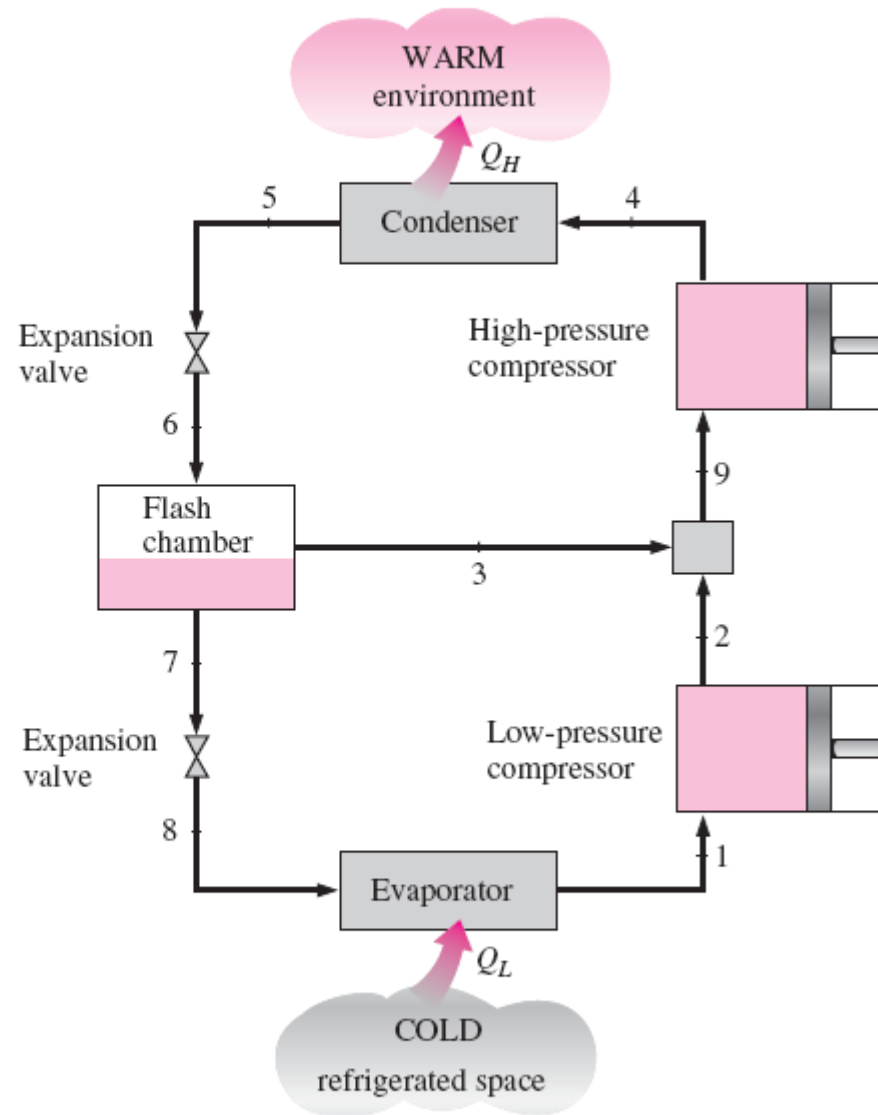 WARM
environment
Q_H
5
4
Condenser
Expansion
valve
High-pressure
compressor
6
9
Flash
chamber
3
7
2
Expansion
valve
Low-pressure
compressor
8
1
Evaporator
Q_L
COLD
refrigerated space